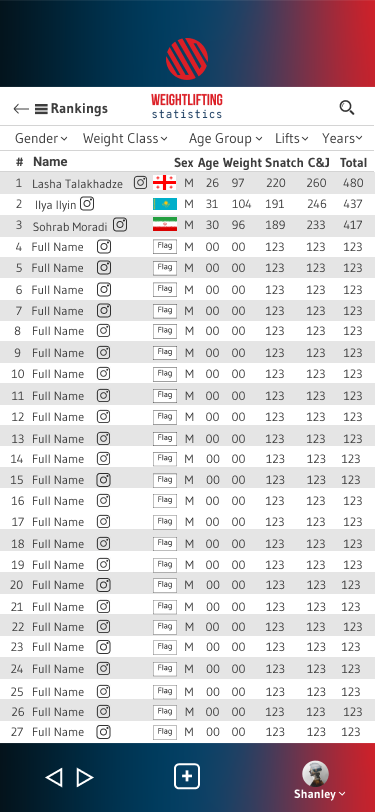 WEIGHTLIFTING
statistics
Rankings
Gender Weight Class Age Group Lifts Years
# Name Sex Age Weight Snatch C&J Total
1 Lasha Talakhadze M 26 97 220 260 480
2 Ilya Ilyin M 31 104 191 246 437
3 Sohrab Moradi M 30 96 189 233 417
4 Full Name Flag M 00 00 123 123 123
5 Full Name Flag M 00 00 123 123 123
6 Full Name Flag M 00 00 123 123 123
7 Full Name Flag M 00 00 123 123 123
8 Full Name Flag M 00 00 123 123 123
9 Full Name Flag M 00 00 123 123 123
10 Full Name Flag M 00 00 123 123 123
11 Full Name Flag M 00 00 123 123 123
12 Full Name Flag M 00 00 123 123 123
13 Full Name Flag M 00 00 123 123 123
14 Full Name Flag M 00 00 123 123 123
15 Full Name Flag M 00 00 123 123 123
16 Full Name Flag M 00 00 123 123 123
17 Full Name Flag M 00 00 123 123 123
18 Full Name Flag M 00 00 123 123 123
19 Full Name Flag M 00 00 123 123 123
20 Full Name Flag M 00 00 123 123 123
21 Full Name Flag M 00 00 123 123 123
22 Full Name Flag M 00 00 123 123 123
23 Full Name Flag M 00 00 123 123 123
24 Full Name Flag M 00 00 123 123 123
25 Full Name Flag M 00 00 123 123 123
26 Full Name Flag M 00 00 123 123 123
27 Full Name Flag M 00 00 123 123 123
Shanley